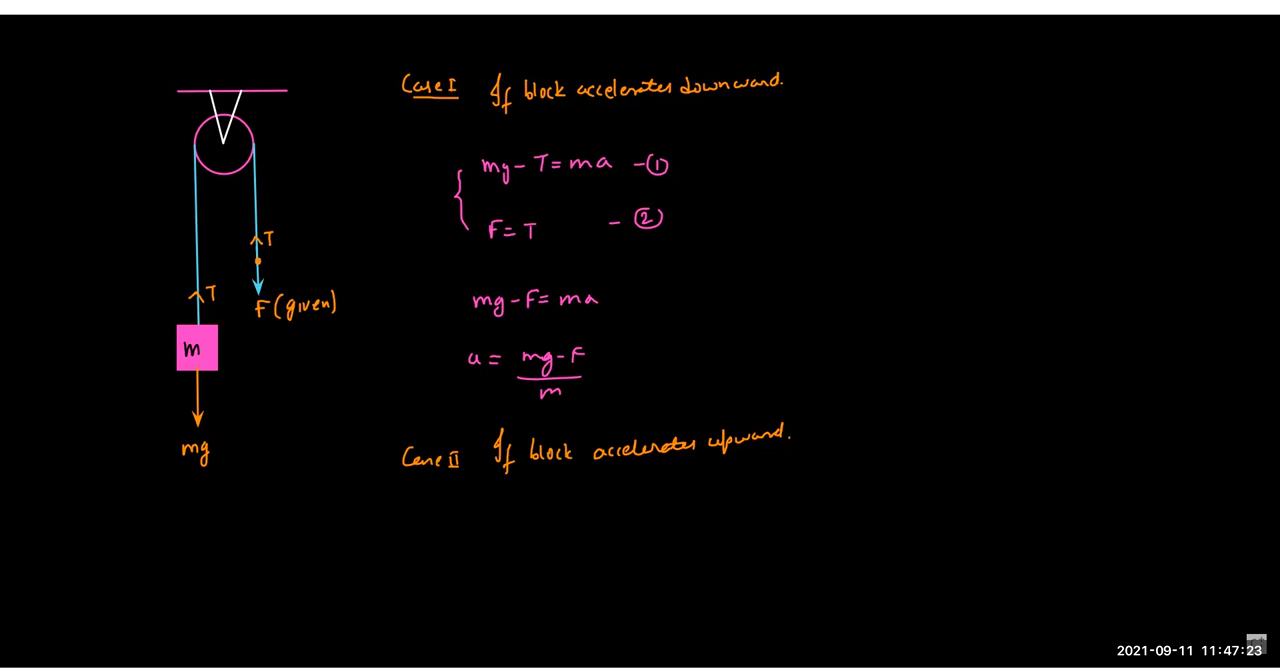 Case I If block accelerates downward.
mg - T = ma -①
F = T - ②
T
T
F (given)
m
mg
mg - F = ma
a = mg - F
m
Case II If block accelerates upward.
2021-09-11 11:47:23